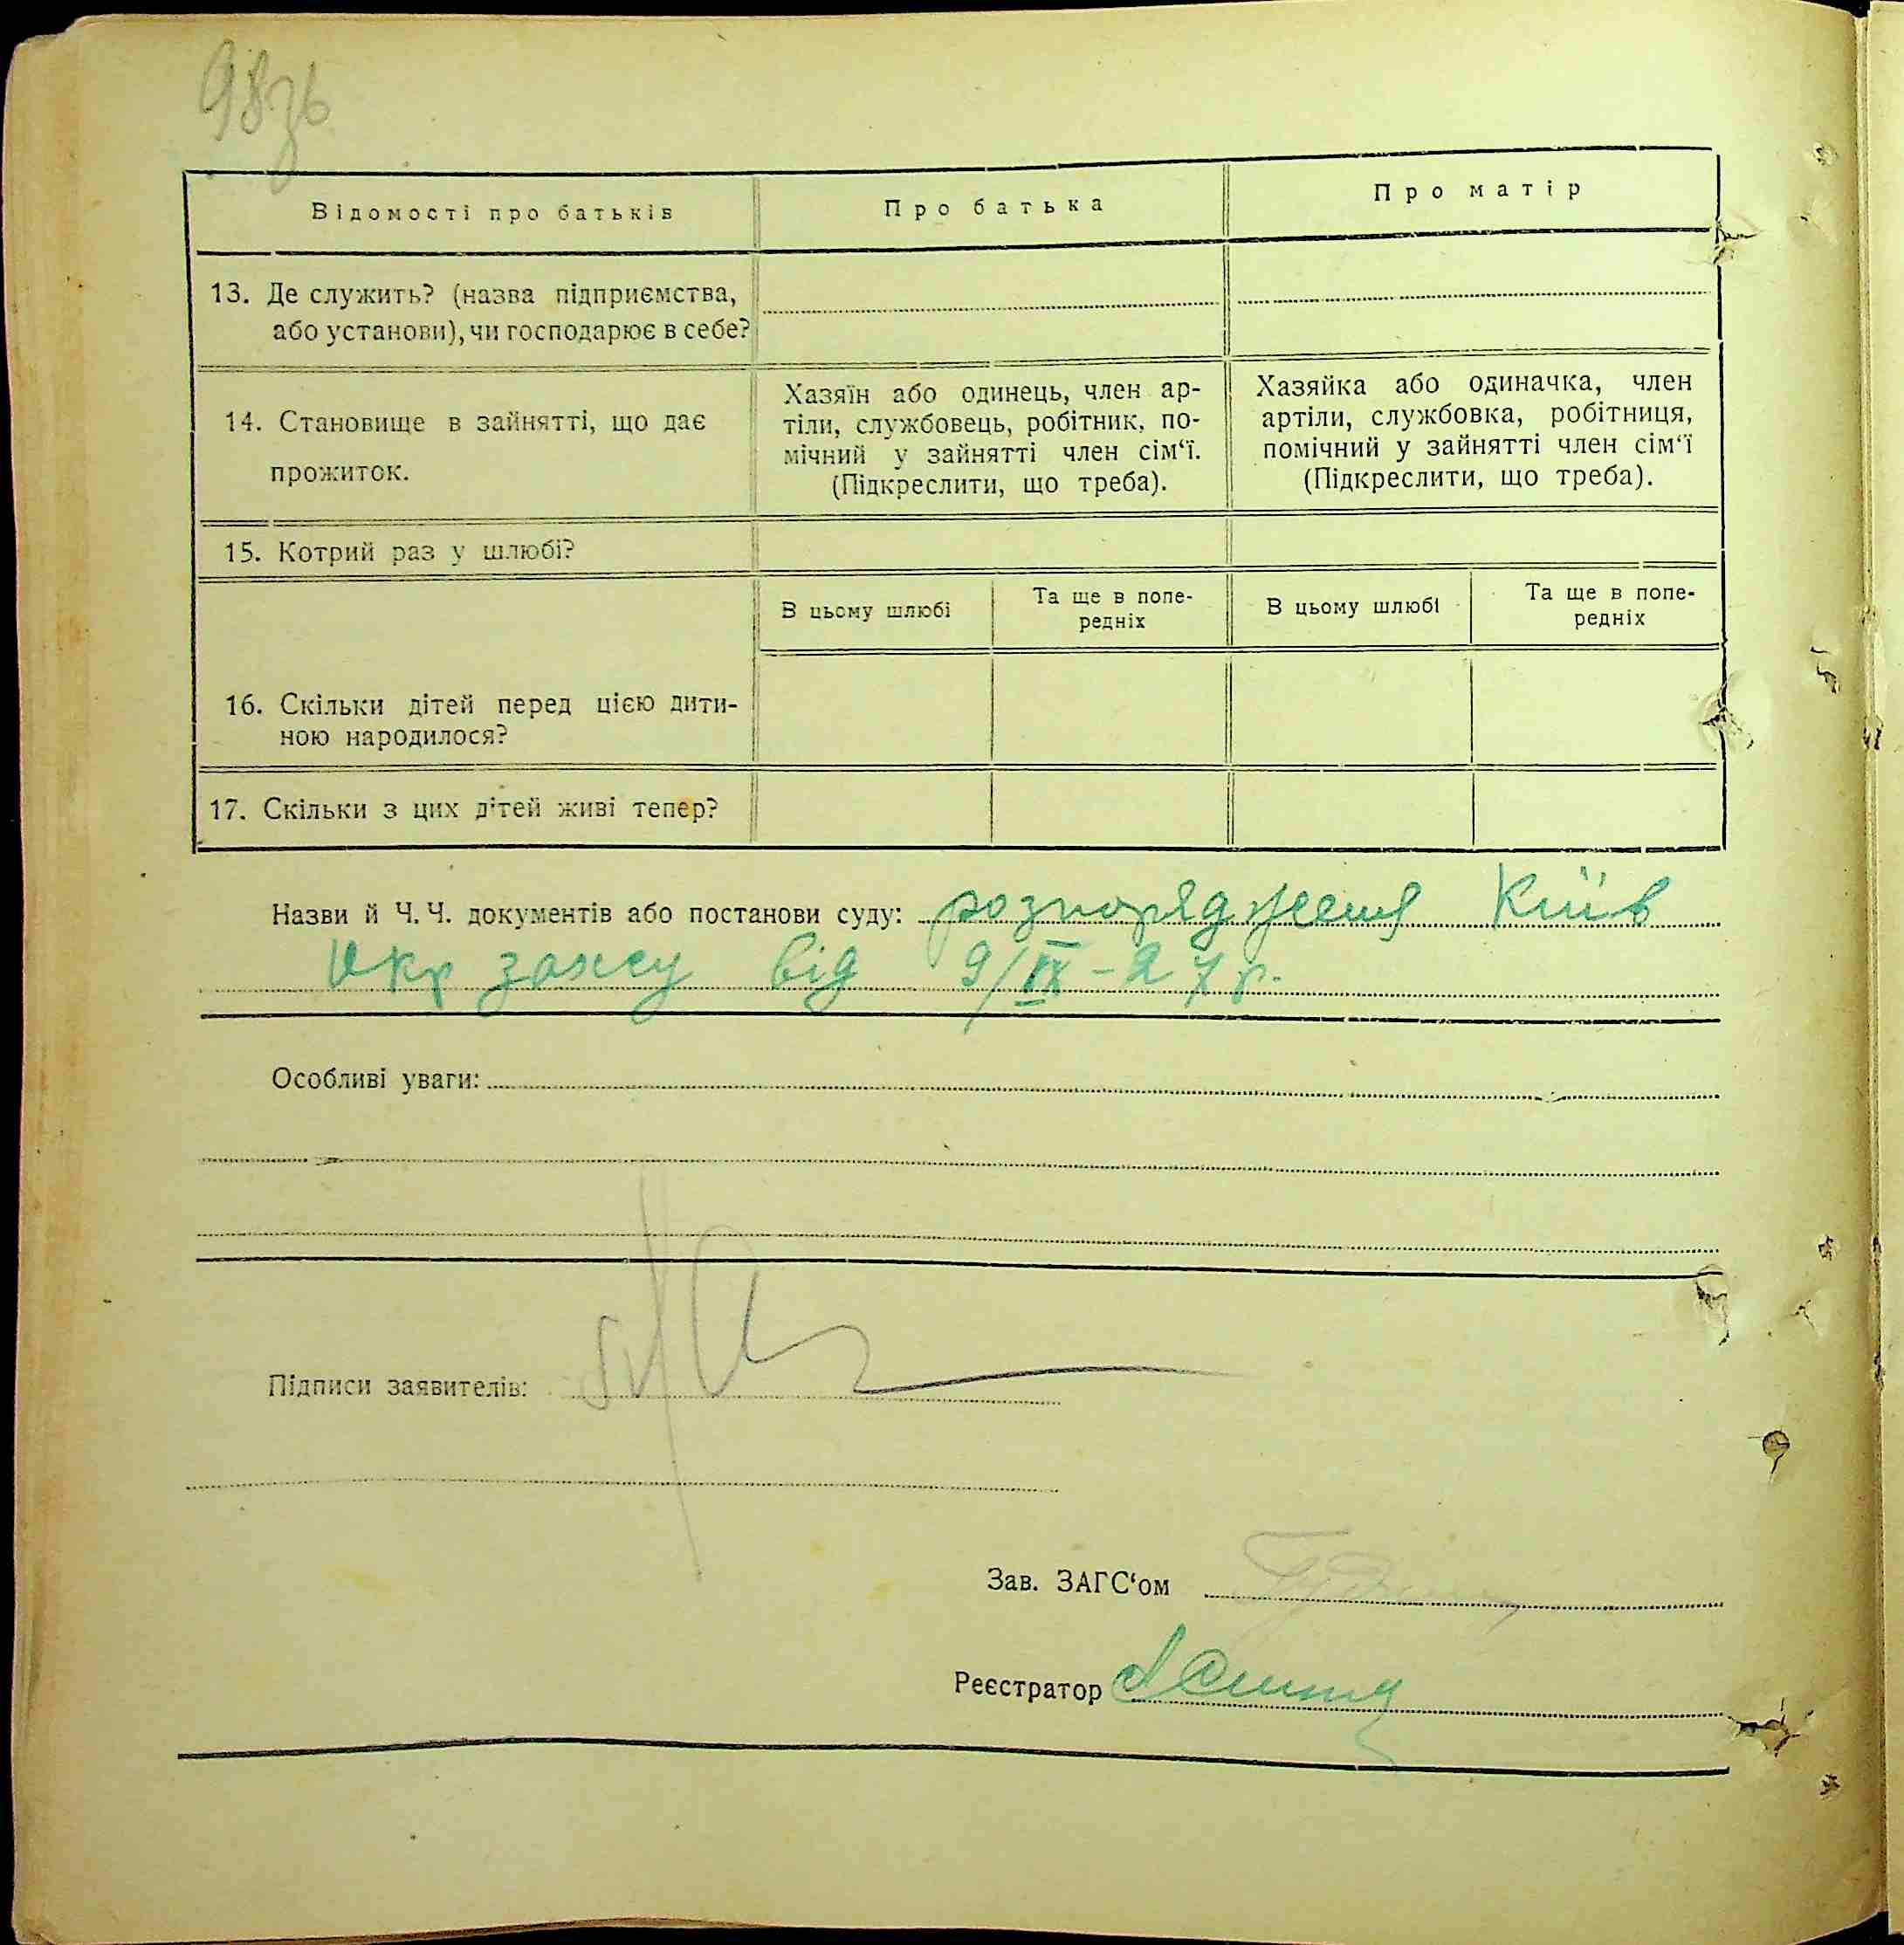 98зв
Відомості про батьків
Про батька
Про матір
13. Де служить? (назва підприємства,
або установи), чи господарює в себе?
14. Становище в зайнятті, що дає
прожиток.
Хазяїн або одинець, член ар-
тіли, службовець, робітник, по-
мічний у зайнятті член сім‘ї.
(Підкреслити, що треба).
Хазяйка або одиначка, член
артіли, службовка, робітниця,
помічний у зайнятті член сім‘ї
(Підкреслити, що треба).
15. Котрий раз у шлюбі?
В цьому шлюбі
Та ще в попе-
редніх
В цьому шлюбі
Та ще в попе-
редніх
16. Скільки дітей перед цією дити-
ною народилося?
17. Скільки з цих дітей живі тепер?
Назви й Ч. Ч. документів або постанови суду: розпорядження Київ
Окр загсу від 9/IX - 27 р.
Особливі уваги:
Підписи заявителів:
Зав. ЗАГС‘ом
Реєстратор